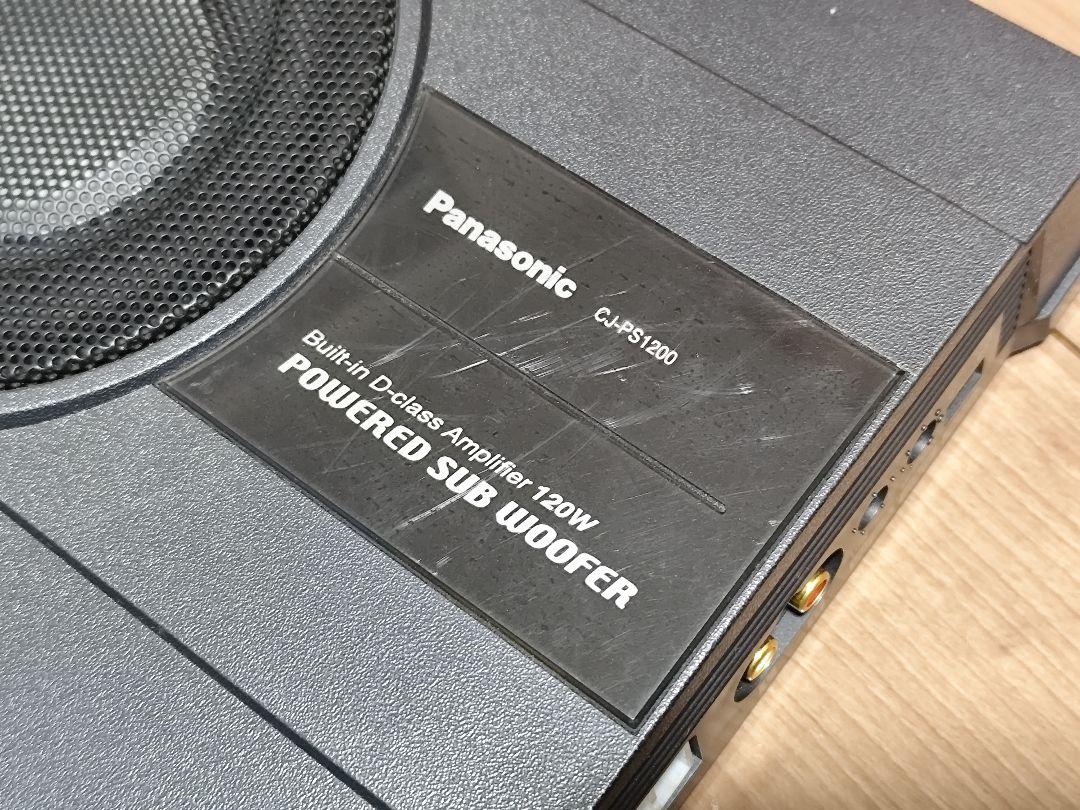 Panasonic
CJ-PS1200
Built-in D-class Amplifier 120W
POWERED SUB WOOFER